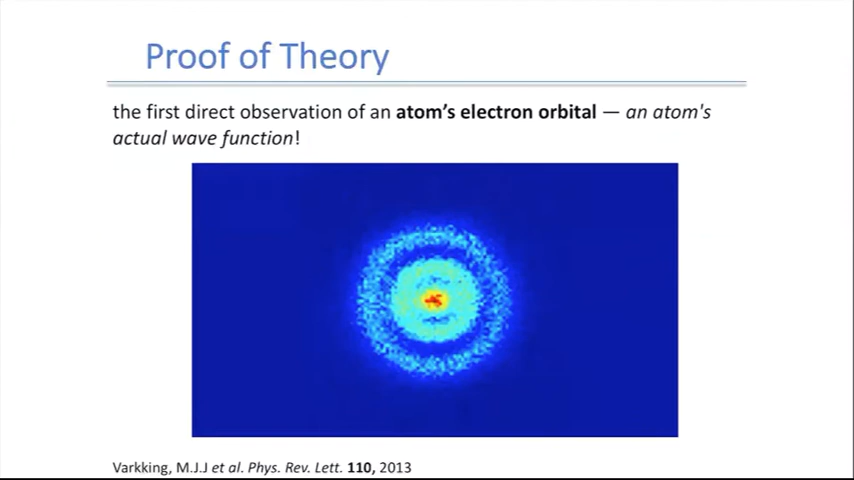 Proof of Theory
the first direct observation of an atom’s electron orbital — an atom's
actual wave function!
Varkking, M.J.J et al. Phys. Rev. Lett. 110, 2013